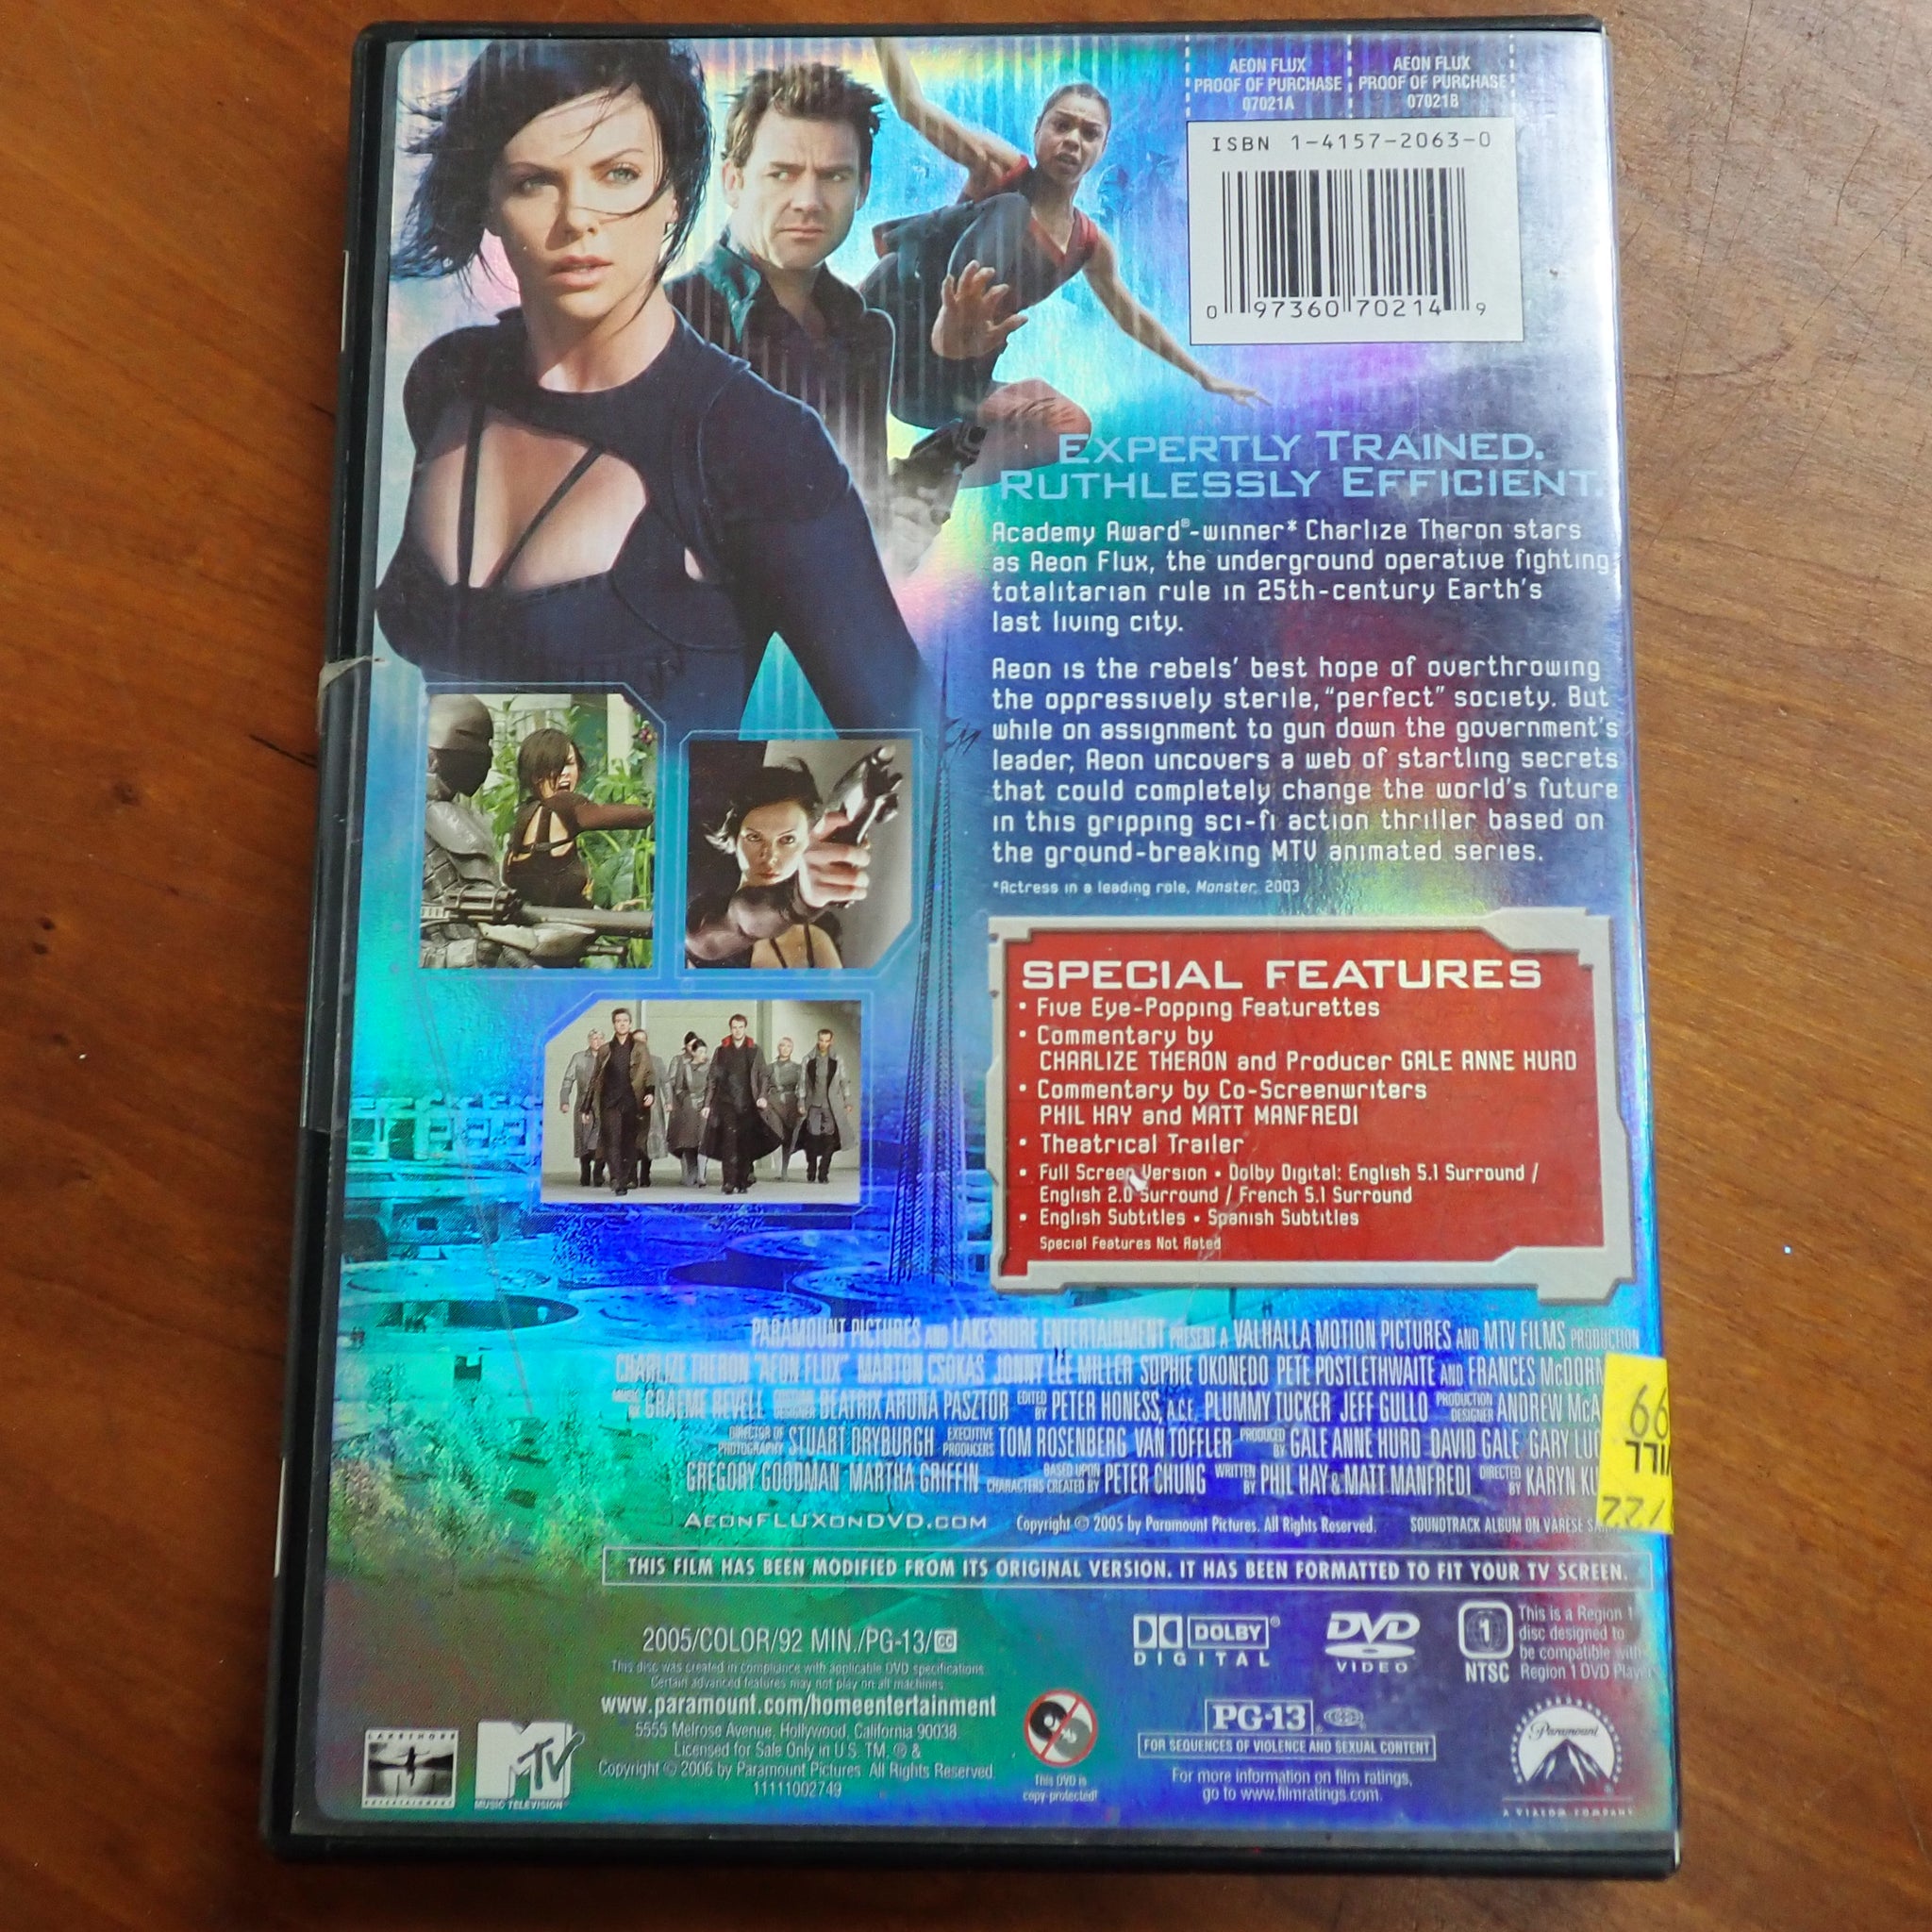 AEON FLUX
PROOF OF PURCHASE
07021A
AEON FLUX
PROOF OF PURCHASE
07021B
ISBN 1-4157-2063-0
0 97360 70214 9
EXPERTLY TRAINED.
RUTHLESSLY EFFICIENT.
Academy Award®-winner* Charlize Theron stars
as Aeon Flux, the underground operative fighting
totalitarian rule in 25th-century Earth's
last living city.
Aeon is the rebels' best hope of overthrowing
the oppressively sterile, “perfect” society. But
while on assignment to gun down the government's
leader, Aeon uncovers a web of startling secrets
that could completely change the world's future
in this gripping sci-fi action thriller based on
the ground-breaking MTV animated series.
*Actress in a leading role, Monster, 2003
SPECIAL FEATURES
• Five Eye-Popping Featurettes
• Commentary by
CHARLIZE THERON and Producer GALE ANNE HURD
• Commentary by Co-Screenwriters
PHIL HAY and MATT MANFREDI
• Theatrical Trailer
• Full Screen Version • Dolby Digital: English 5.1 Surround /
English 2.0 Surround / French 5.1 Surround
• English Subtitles • Spanish Subtitles
Special Features Not Rated
PARAMOUNT PICTURES AND LAKESHORE ENTERTAINMENT PRESENT A VALHALLA MOTION PICTURES AND MTV FILMS PRODUCTION
CHARLIZE THERON "AEON FLUX" MARTON CSOKAS JONNY LEE MILLER SOPHIE OKONEDO PETE POSTLETHWAITE AND FRANCES McDORM
MUSIC BY GRAEME REVELL DESIGNER BEATRIX ARUNA PASZTOR EDITED BY PETER HONESS, A.C.E. PLUMMY TUCKER JEFF GULLO PRODUCTION DESIGNER ANDREW McA
DIRECTOR OF PHOTOGRAPHY STUART DRYBURGH EXECUTIVE PRODUCERS TOM ROSENBERG VAN TOFFLER PRODUCED BY GALE ANNE HURD DAVID GALE GARY LUC
GREGORY GOODMAN MARTHA GRIFFIN BASED UPON CHARACTERS CREATED BY PETER CHUNG WRITTEN BY PHIL HAY & MATT MANFREDI DIRECTED BY KARYN KU
AEONFLUXONDVD.COM Copyright © 2005 by Paramount Pictures. All Rights Reserved. SOUNDTRACK ALBUM ON VARESE SA
66
THIS FILM HAS BEEN MODIFIED FROM ITS ORIGINAL VERSION. IT HAS BEEN FORMATTED TO FIT YOUR TV SCREEN.
2005/COLOR/92 MIN./PG-13/CC
This disc was created in compliance with applicable DVD specifications.
Certain advanced features may not play on all machines.
www.paramount.com/homeentertainment
5555 Melrose Avenue, Hollywood, California 90038
Licensed for Sale Only in U.S. TM, ® &
Copyright © 2006 by Paramount Pictures. All Rights Reserved.
11111002749
DOLBY
DIGITAL
DVD
VIDEO
1
NTSC
This is a Region 1
disc designed to
be compatible with
Region 1 DVD Playe
LAKESHORE
ENTERTAINMENT
MTV
MUSIC TELEVISION
This DVD is
copy-protected!
PG-13
FOR SEQUENCES OF VIOLENCE AND SEXUAL CONTENT
For more information on film ratings,
go to www.filmratings.com.
Paramount
A VIACOM COMPANY